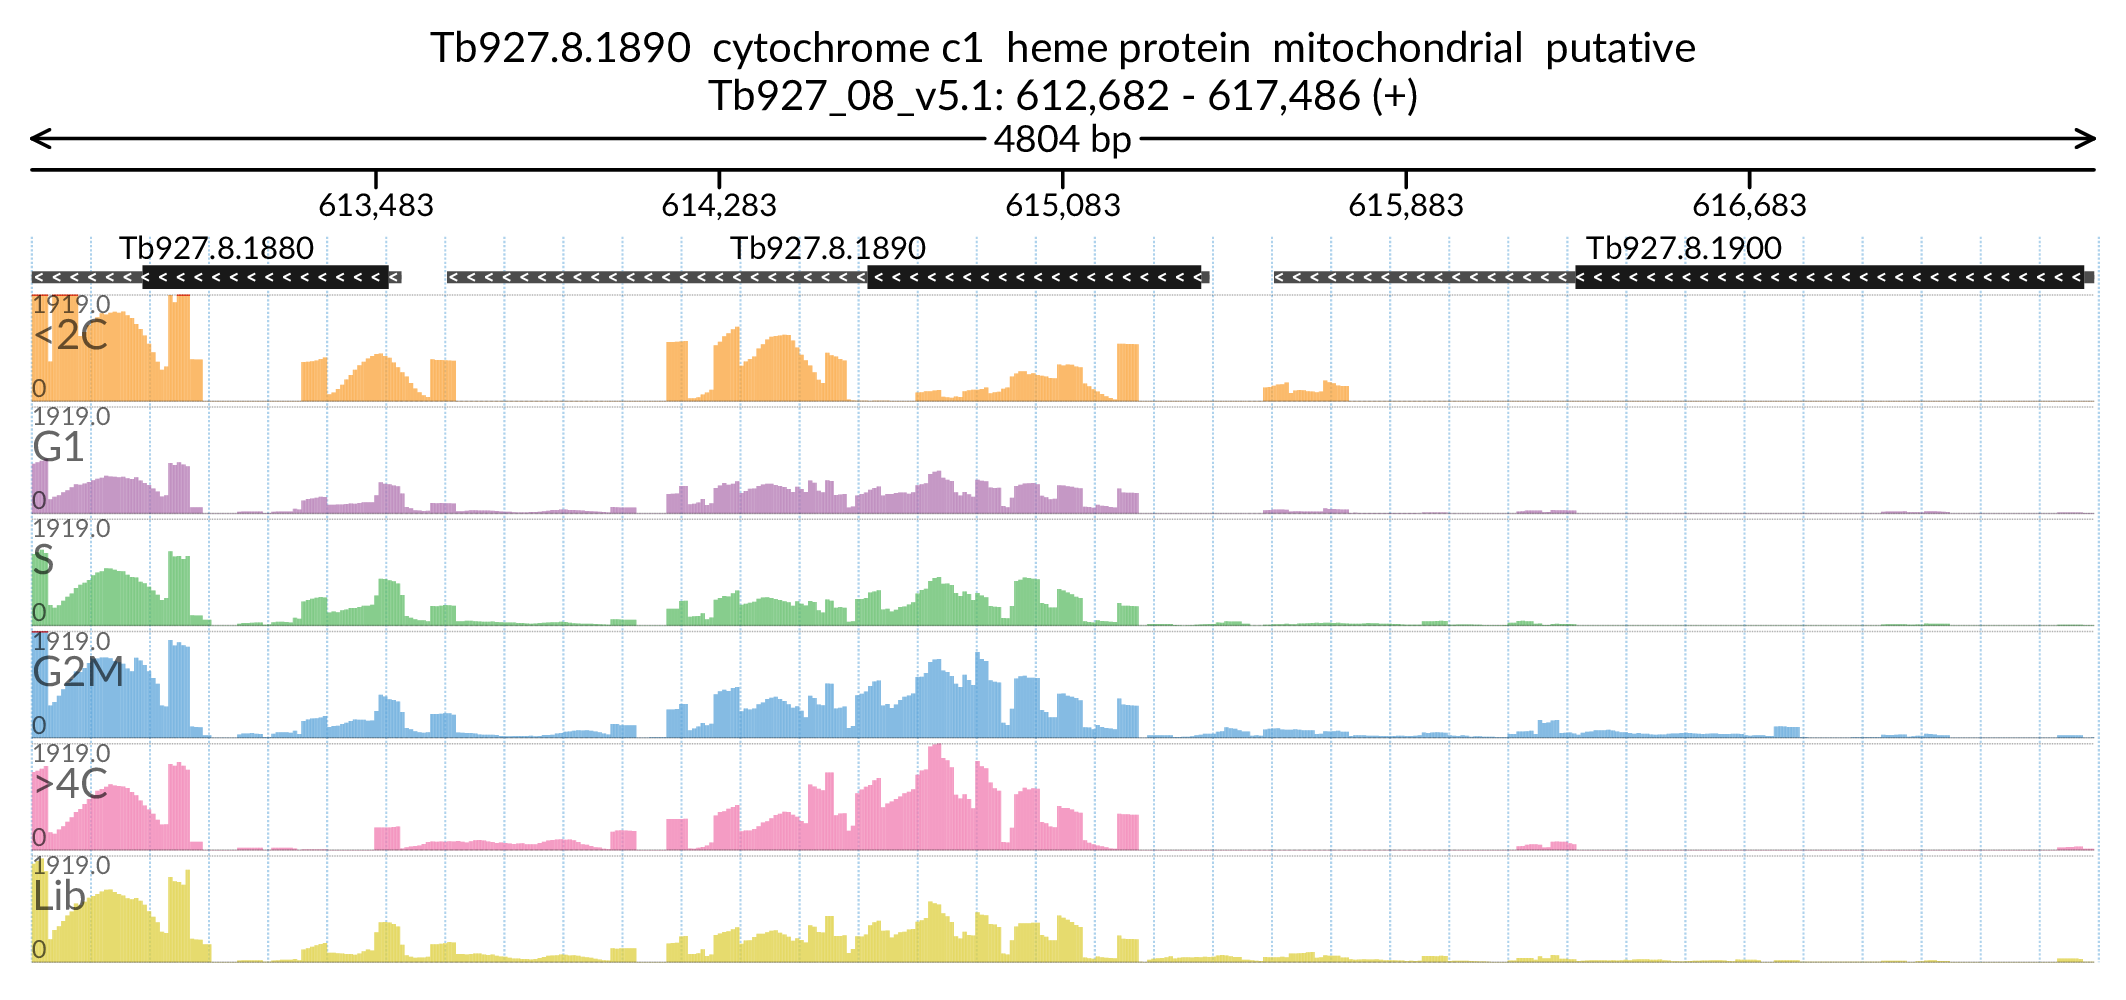 Tb927.8.1890 cytochrome c1 heme protein mitochondrial putative
Tb927_08_v5.1: 612,682 - 617,486 (+)
4804 bp
613,483 614,283 615,083 615,883 616,683
Tb927.8.1880 Tb927.8.1890 Tb927.8.1900
1919.0
<2C
0
1919.0
G1
0
1919.0
S
0
1919.0
G2M
0
1919.0
>4C
0
1919.0
Lib
0